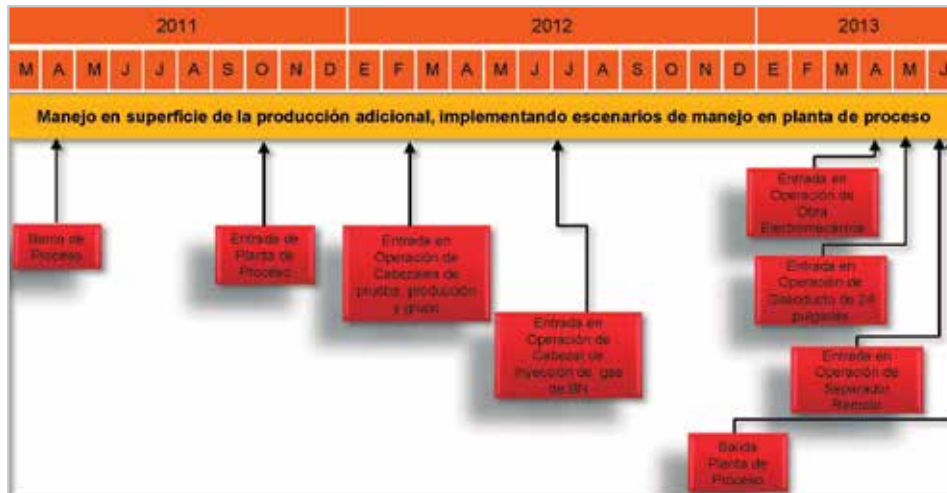 2011 2012 2013
M A M J J A S O N D E F M A M J J A S O N D E F M A M J
Manejo en superficie de la producción adicional, implementando escenarios de manejo en planta de proceso
Barco de
Proceso
Entrada de
Planta de
Proceso
Entrada en
Operación de
Cabezales de
prueba, producción
y grupo
Entrada en
Operación de
Cabezal de
Inyección de gas
de BN
Entrada en
Operación de
Obra
Electromecánica
Entrada en
Operación de
Gasoducto de 24
pulgadas
Entrada en
Operación de
Separador
Remoto
Salida
Planta de
Proceso